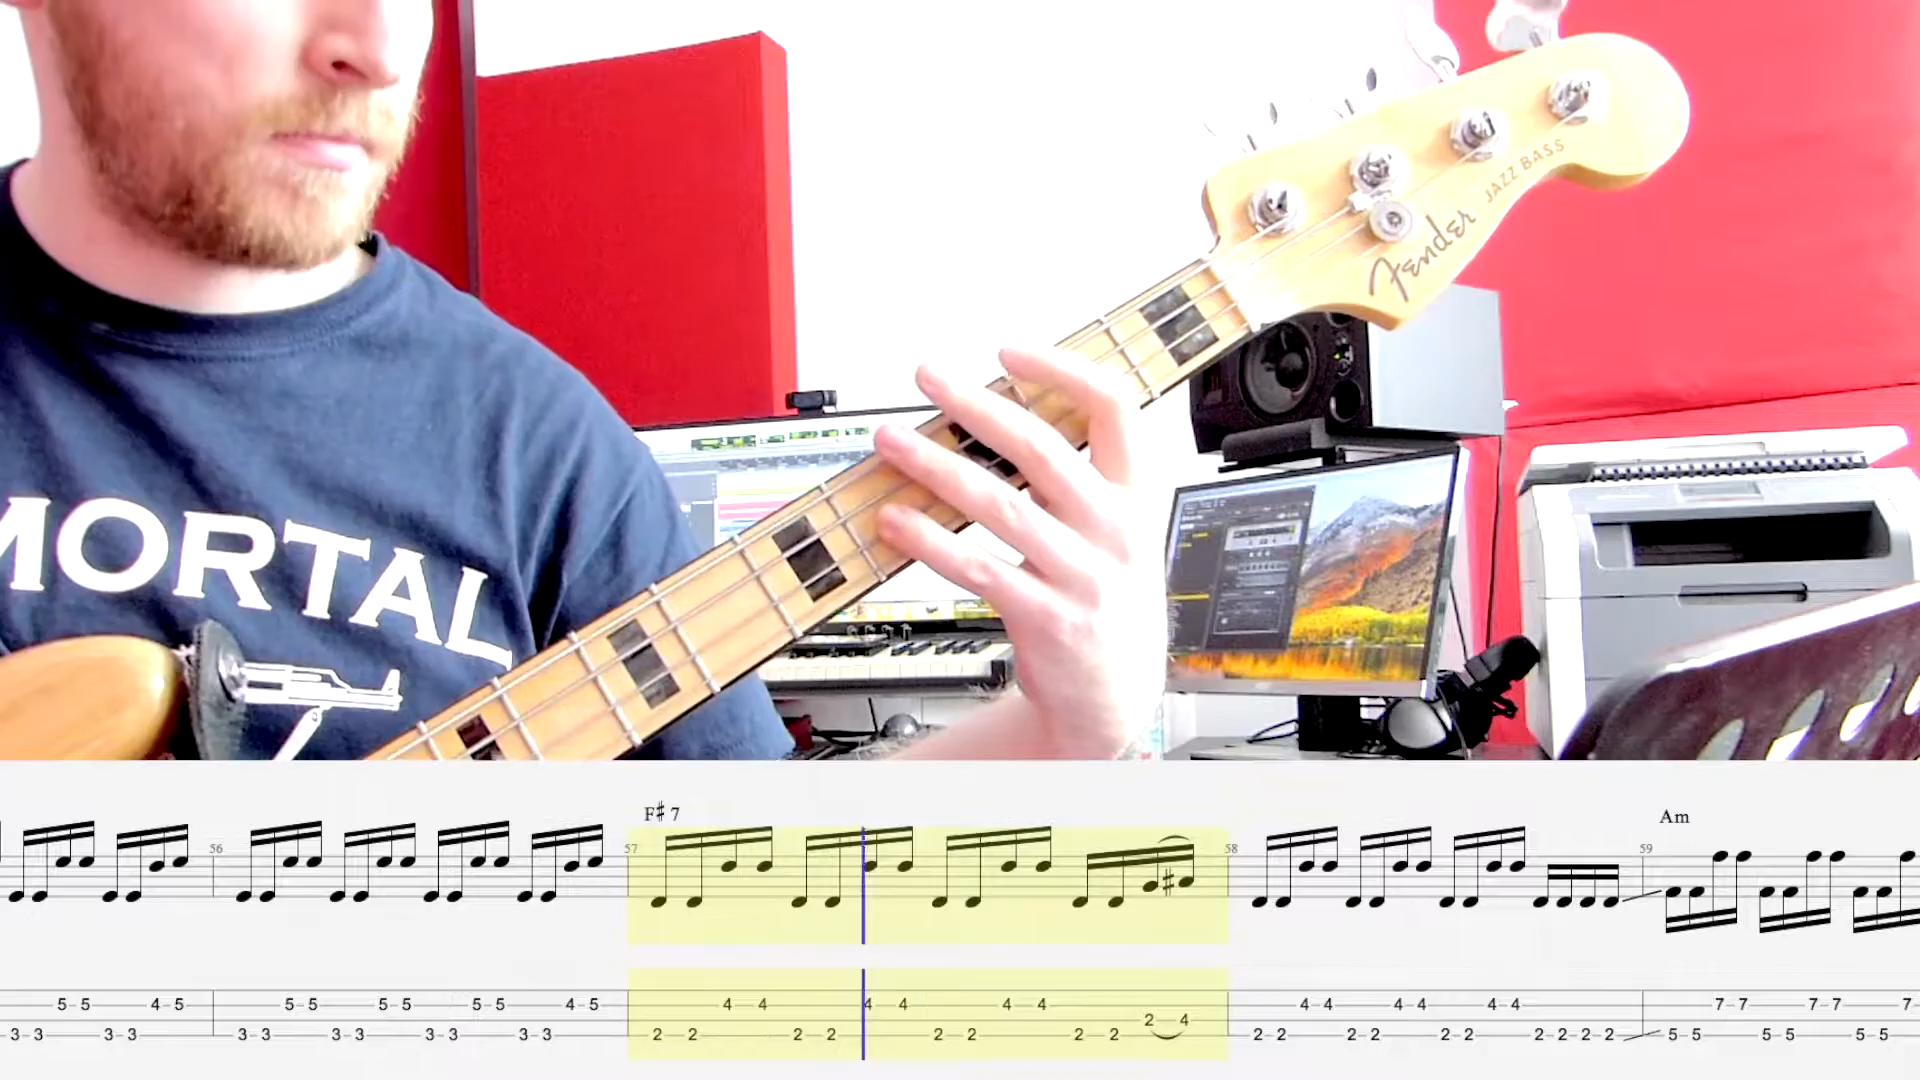 Fender
JAZZ BASS
MORTAL
F# 7
Am
56
57
58
59
5 5 4 5 5 5 5 5 5 5 4 5 4 4 4 4 4 4 4 4 4 4 4 4 7 7 7 7 7
2 4
3 3 3 3 3 3 3 3 3 3 3 3 2 2 2 2 2 2 2 2 2 2 2 2 2 2 2 2 2 2 5 5 5 5 5 5